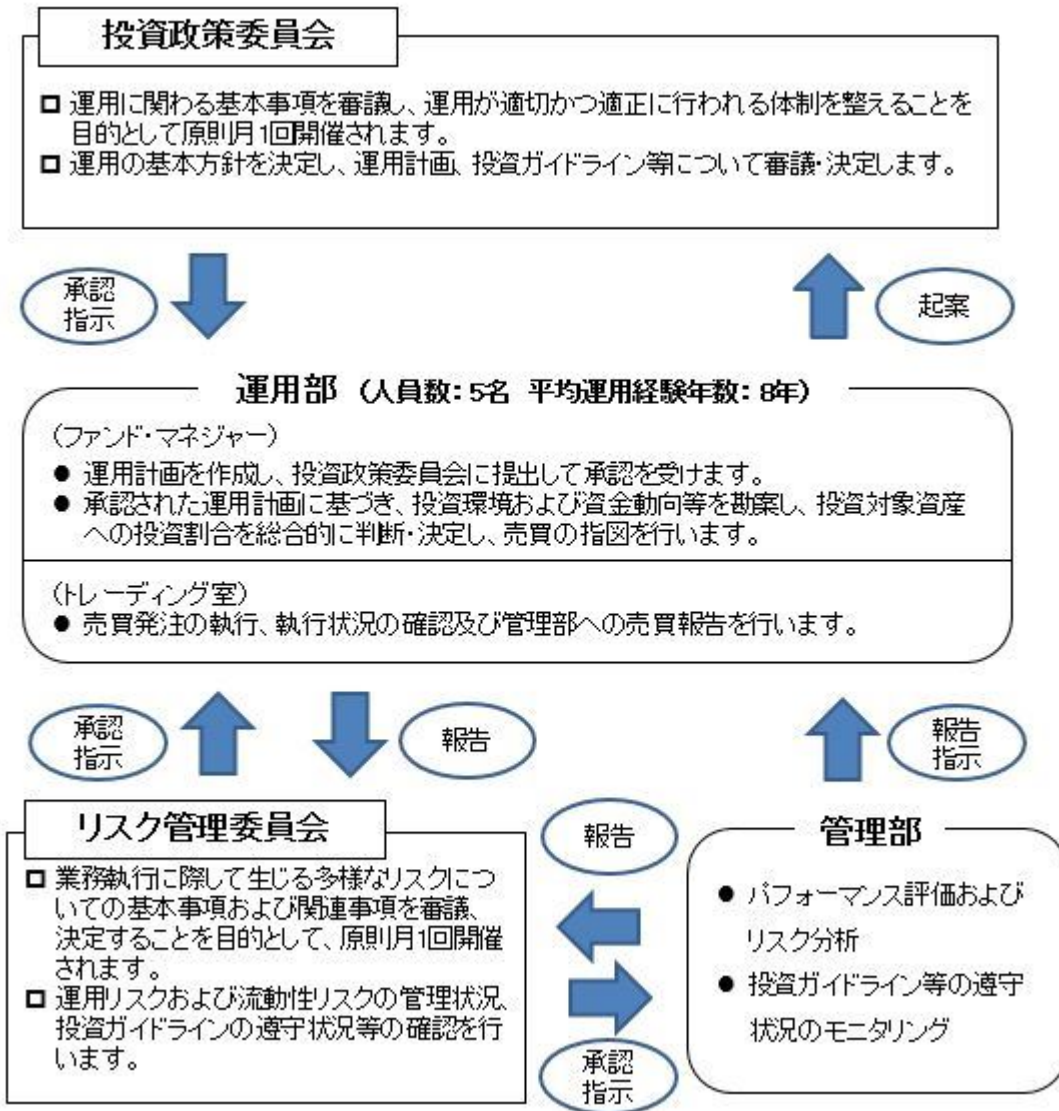 投資政策委員会
□ 運用に関わる基本事項を審議し、運用が適切かつ適正に行われる体制を整えることを
目的として原則月1回開催されます。
□ 運用の基本方針を決定し、運用計画、投資ガイドライン等について審議・決定します。
承認
指示
起案
運用部 (人員数：5名 平均運用経験年数：8年)
(ファンド・マネジャー)
● 運用計画を作成し、投資政策委員会に提出して承認を受けます。
● 承認された運用計画に基づき、投資環境および資金動向等を勘案し、投資対象資産
への投資割合を総合的に判断・決定し、売買の指図を行います。
(トレーディング室)
● 売買発注の執行、執行状況の確認及び管理部への売買報告を行います。
承認
指示
報告
報告
指示
リスク管理委員会
□ 業務執行に際して生じる多様なリスクにつ
いての基本事項および関連事項を審議、
決定することを目的として、原則月1回開催
されます。
□ 運用リスクおよび流動性リスクの管理状況、
投資ガイドラインの遵守状況等の確認を行
います。
報告
承認
指示
管理部
● パフォーマンス評価および
リスク分析
● 投資ガイドライン等の遵守
状況のモニタリング